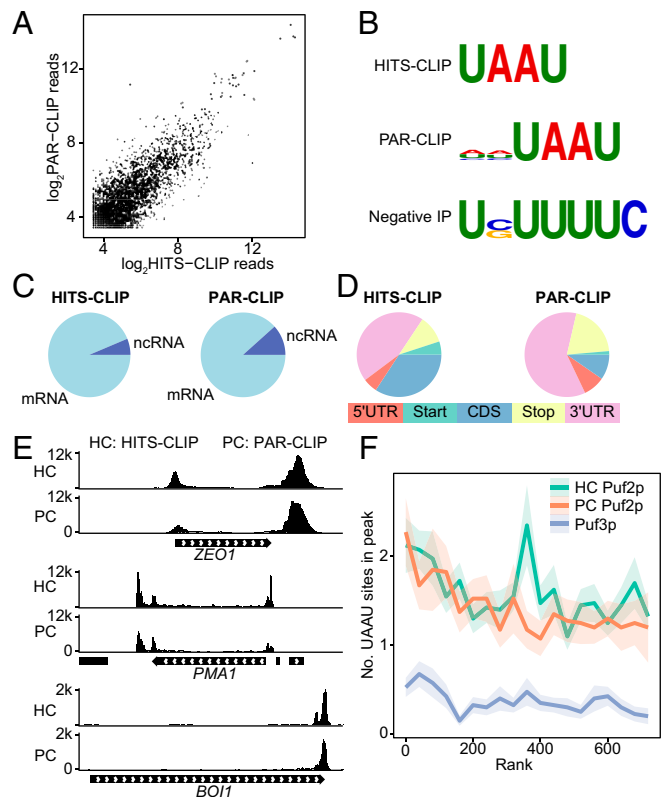 A
log2PAR−CLIP reads
12
8
4
4
8
12
log2HITS−CLIP reads
B
HITS-CLIP
UAAU
PAR-CLIP
UAAU
Negative IP
U
C
G
UUUUC
C
HITS-CLIP
PAR-CLIP
ncRNA
ncRNA
mRNA
mRNA
D
HITS-CLIP
PAR-CLIP
5'UTR
Start
CDS
Stop
3'UTR
E
HC: HITS-CLIP
PC: PAR-CLIP
12k
HC
12k
PC
0
ZEO1
12k
HC
12k
PC
0
PMA1
2k
HC
2k
PC
0
BOI1
F
HC Puf2p
PC Puf2p
Puf3p
No. UAAU sites in peak
2
1
0
0
200
400
600
Rank